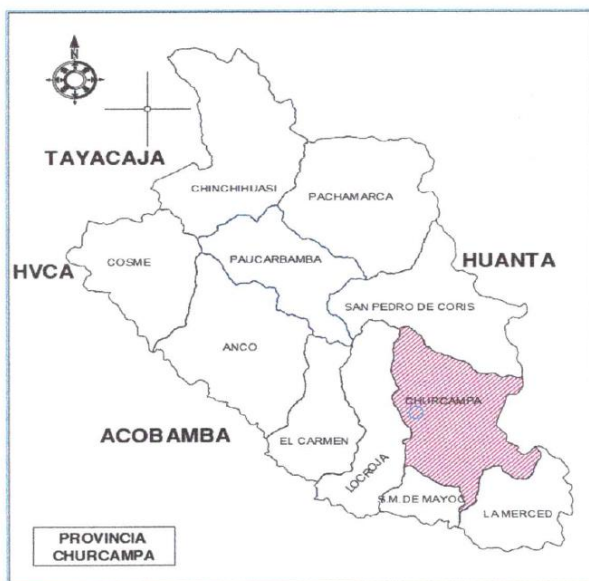 N
TAYACAJA
CHINCHIHUASI
PACHAMARCA
COSME
PAUCARBAMBA
HUANTA
HVCA
SAN PEDRO DE CORIS
ANCO
CHURCAMPA
ACOBAMBA
EL CARMEN
LOCROJA
S.M. DE MAYOC
LA MERCED
PROVINCIA
CHURCAMPA